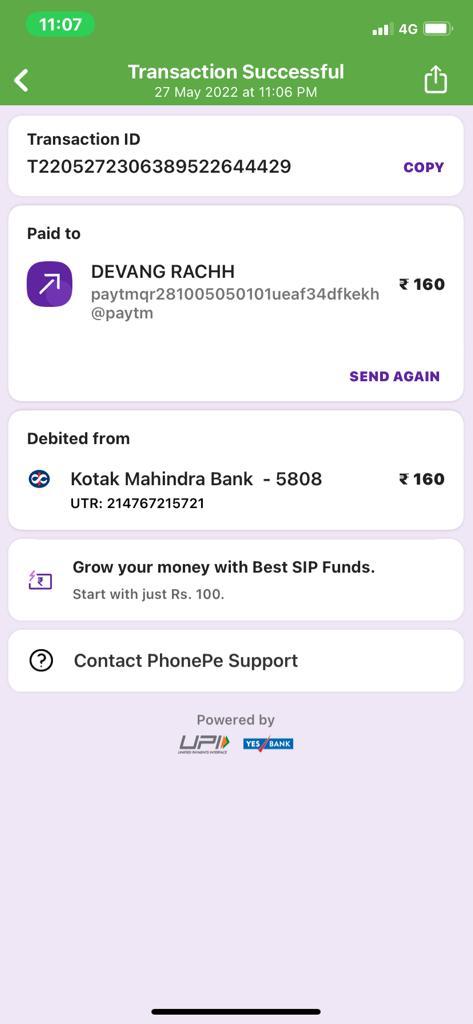 11:07
4G
Transaction Successful
27 May 2022 at 11:06 PM
Transaction ID
T2205272306389522644429
COPY
Paid to
DEVANG RACHH
₹ 160
paytmqr281005050101ueaf34dfkekh
@paytm
SEND AGAIN
Debited from
Kotak Mahindra Bank - 5808
₹ 160
UTR: 214767215721
Grow your money with Best SIP Funds.
Start with just Rs. 100.
Contact PhonePe Support
Powered by
UPI
UNIFIED PAYMENTS INTERFACE
YES BANK